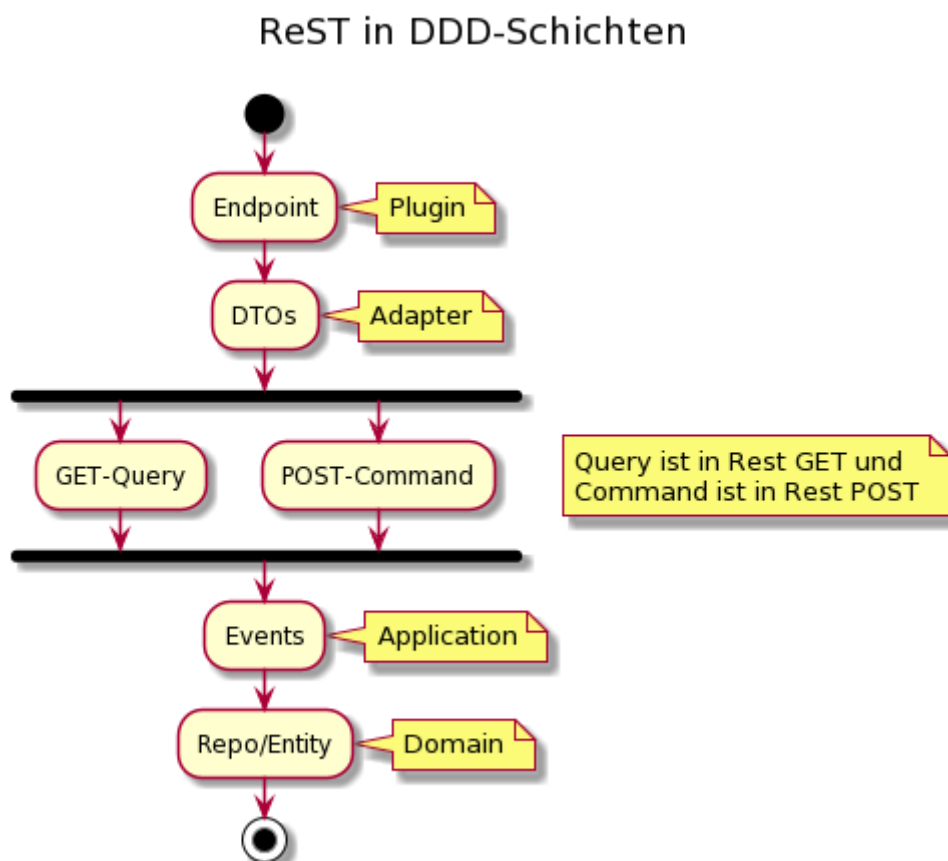 ReST in DDD-Schichten
Endpoint
Plugin
DTOs
Adapter
GET-Query
POST-Command
Query ist in Rest GET und
Command ist in Rest POST
Events
Application
Repo/Entity
Domain